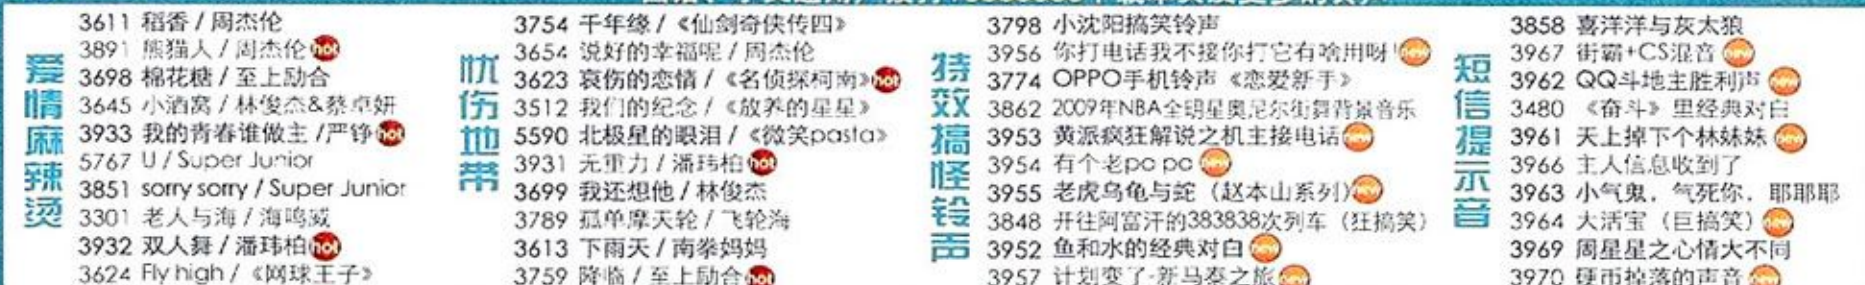 爱情麻辣烫
3611 稻香 / 周杰伦
3891 熊猫人 / 周杰伦 hot
3698 棉花糖 / 至上励合
3645 小酒窝 / 林俊杰&蔡卓妍
3933 我的青春谁做主 /严铮 hot
5767 U / Super Junior
3851 sorry sorry / Super Junior
3301 老人与海 / 海鸣威
3932 双人舞 / 潘玮柏 hot
3624 Fly high / 《网球王子》
忧伤地带
3754 千年缘 / 《仙剑奇侠传四》
3654 说好的幸福呢 / 周杰伦
3623 哀伤的恋情 / 《名侦探柯南》 hot
3512 我们的纪念 / 《放养的星星》
5590 北极星的眼泪 / 《微笑pasta》
3931 无重力 / 潘玮柏 hot
3699 我还想他 / 林俊杰
3789 孤单摩天轮 / 飞轮海
3613 下雨天 / 南拳妈妈
3759 降临 / 至上励合 hot
特效搞怪铃声
3798 小沈阳搞笑铃声
3956 你打电话我不接你打它有啥用呀! new
3774 OPPO手机铃声《恋爱新手》
3862 2009年NBA全明星奥尼尔街舞背景音乐
3953 黄派疯狂解说之机主接电话 new
3954 有个老pa pa new
3955 老虎乌龟与蛇（赵本山系列） new
3848 开往阿富汗的383838次列车（狂搞笑）
3952 鱼和水的经典对白 new
3957 计划变了-新马泰之旅 new
短信提示音
3858 喜洋洋与灰太狼
3967 街霸+CS混音 new
3962 QQ斗地主胜利声 new
3480 《奋斗》里经典对白
3961 天上掉下个林妹妹 new
3966 主人信息收到了
3963 小气鬼，气死你，耶耶耶
3964 大活宝（巨搞笑） new
3969 周星星之心情大不同
3970 硬币掉落的声音 new